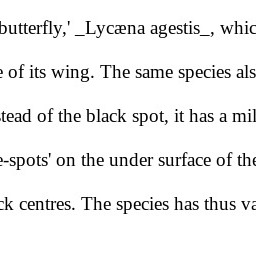 butterfly,' _Lycæna agestis_, whic
e of its wing. The same species als
stead of the black spot, it has a mil
e-spots' on the under surface of the
ck centres. The species has thus va